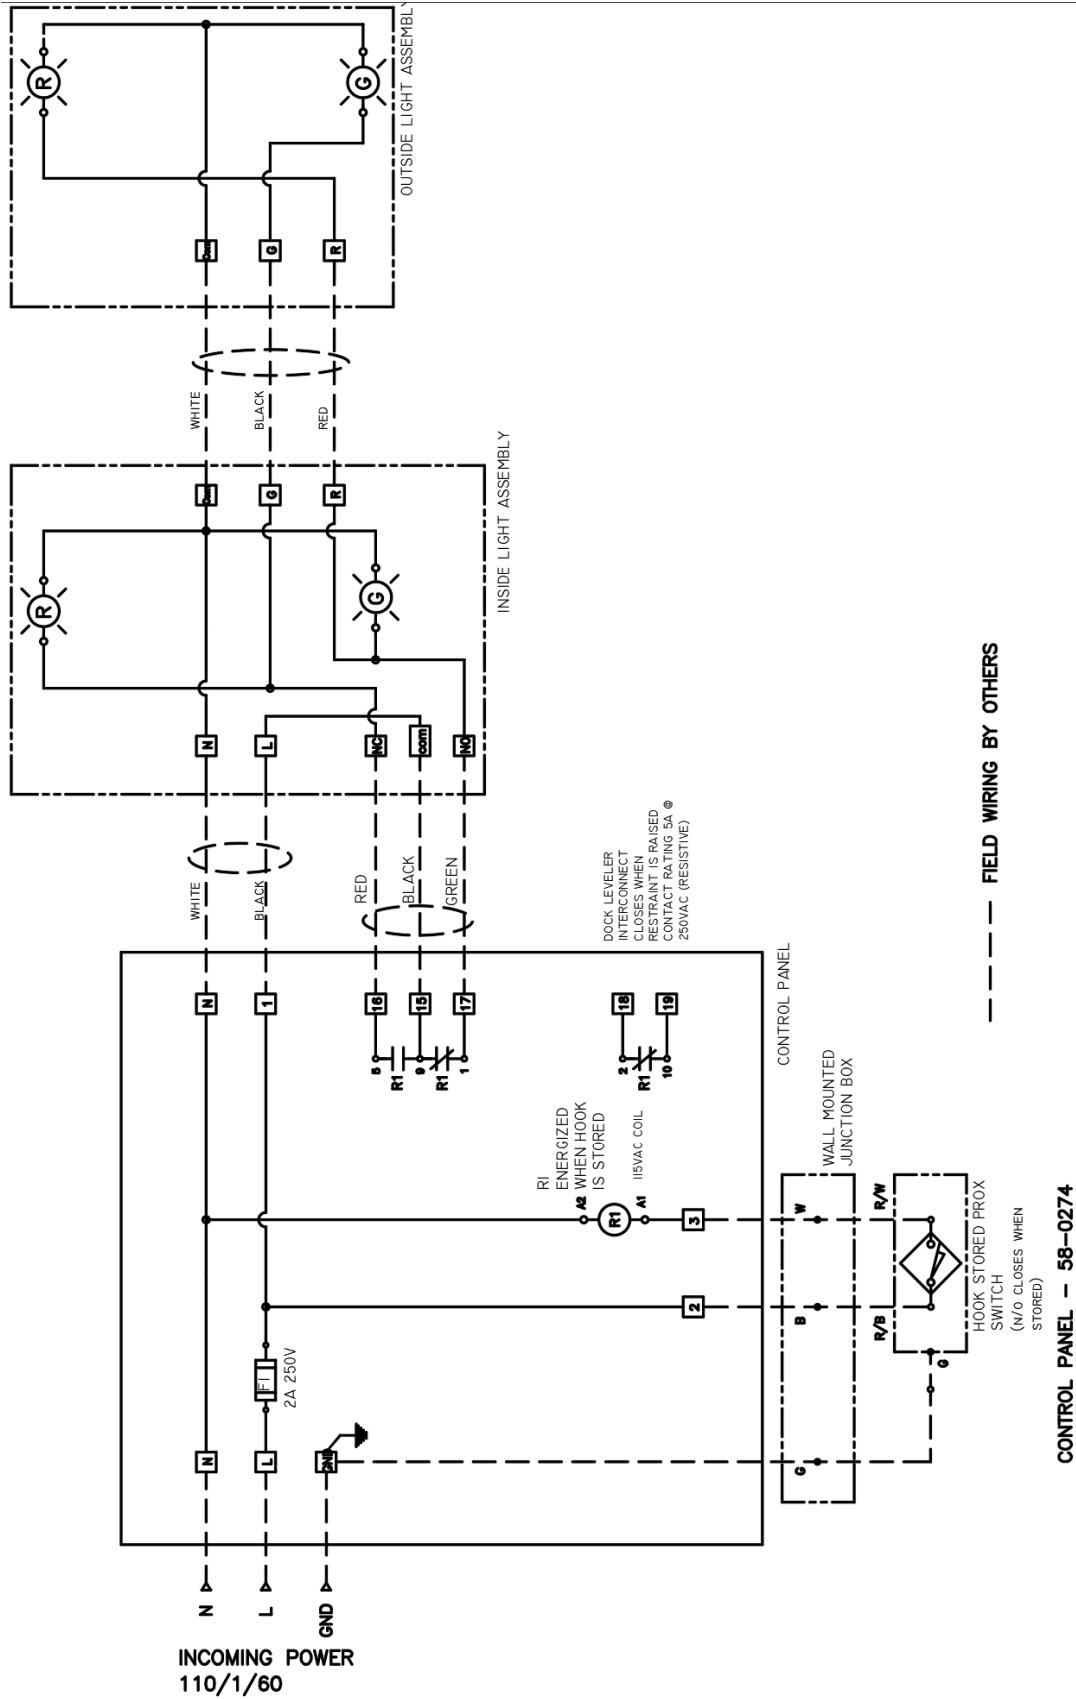 OUTSIDE LIGHT ASSEMBLY
R
G
Com
G
R
WHITE
BLACK
RED
INSIDE LIGHT ASSEMBLY
Com
G
R
R
G
N
L
NC
com
NO
WHITE
BLACK
RED
BLACK
GREEN
FIELD WIRING BY OTHERS
DOCK LEVELER
INTERCONNECT
CLOSES WHEN
RESTRAINT IS RAISED
CONTACT RATING 5A @
250VAC (RESISTIVE)
CONTROL PANEL
N
1
16
15
17
18
19
5
R1
9
R1
1
2
R1
10
RI
ENERGIZED
WHEN HOOK
IS STORED
115VAC COIL
A2
R1
A1
3
2
WALL MOUNTED
JUNCTION BOX
W
B
G
R/W
R/B
G
HOOK STORED PROX
SWITCH
(N/O CLOSES WHEN
STORED)
F1
2A 250V
N
L
GND
N
L
GND
INCOMING POWER
110/1/60
CONTROL PANEL - 58-0274